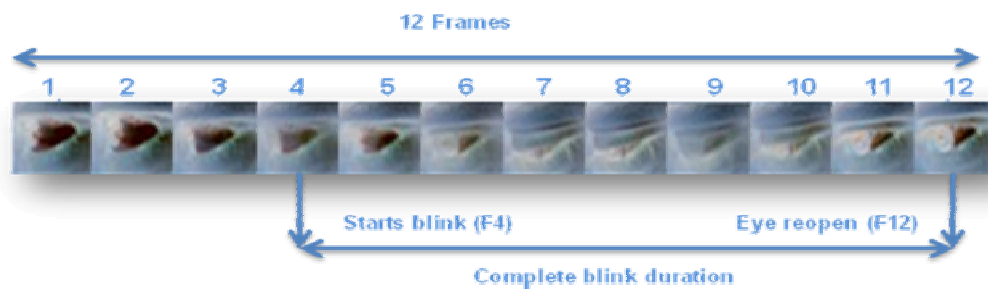 12 Frames
1 2 3 4 5 6 7 8 9 10 11 12
Starts blink (F4) Eye reopen (F12)
Complete blink duration